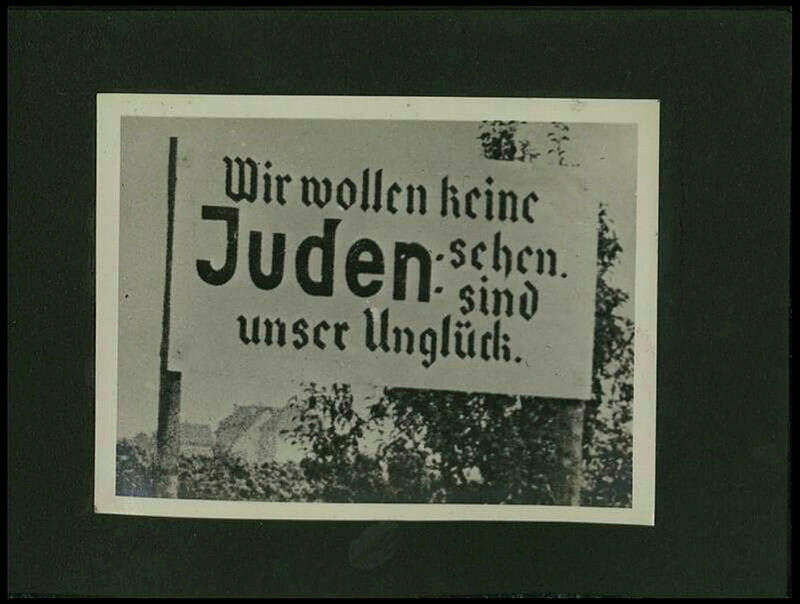 Wir wollen keine
Juden : sehen.
: sind
unser Unglück.